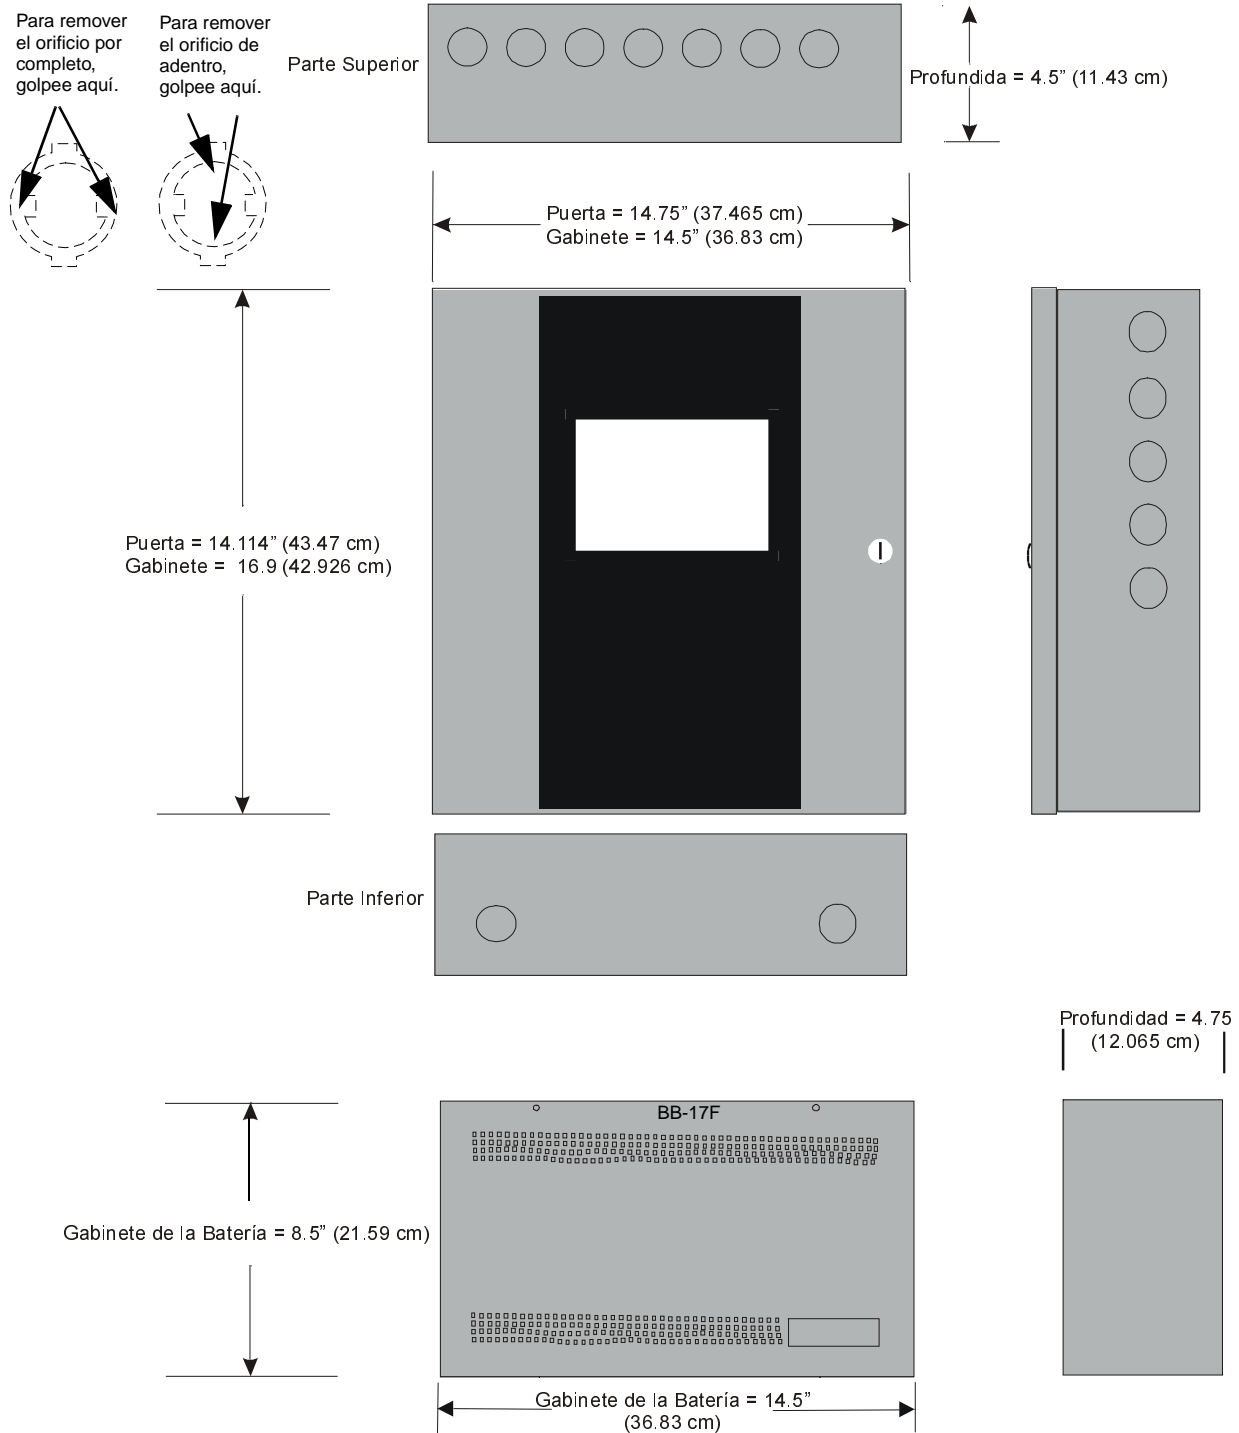 Para remover
el orificio por
completo,
golpee aquí.
Para remover
el orificio de
adentro,
golpee aquí.
Parte Superior
Profundida = 4.5” (11.43 cm)
Puerta = 14.75” (37.465 cm)
Gabinete = 14.5” (36.83 cm)
Puerta = 14.114” (43.47 cm)
Gabinete = 16.9 (42.926 cm)
Parte Inferior
Profundidad = 4.75
(12.065 cm)
BB-17F
Gabinete de la Batería = 8.5” (21.59 cm)
Gabinete de la Batería = 14.5”
(36.83 cm)